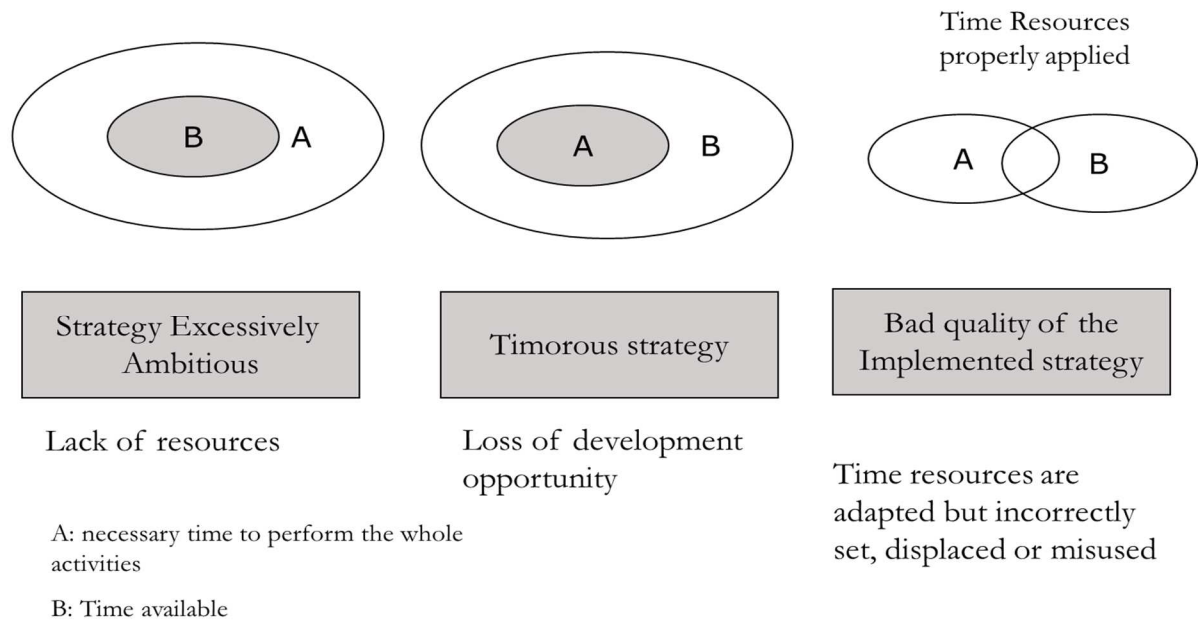 B
A
A
B
Time Resources
properly applied
A
B
Strategy Excessively
Ambitious
Timorous strategy
Bad quality of the
Implemented strategy
Lack of resources
Loss of development
opportunity
Time resources are
adapted but incorrectly
set, displaced or misused
A: necessary time to perform the whole
activities
B: Time available